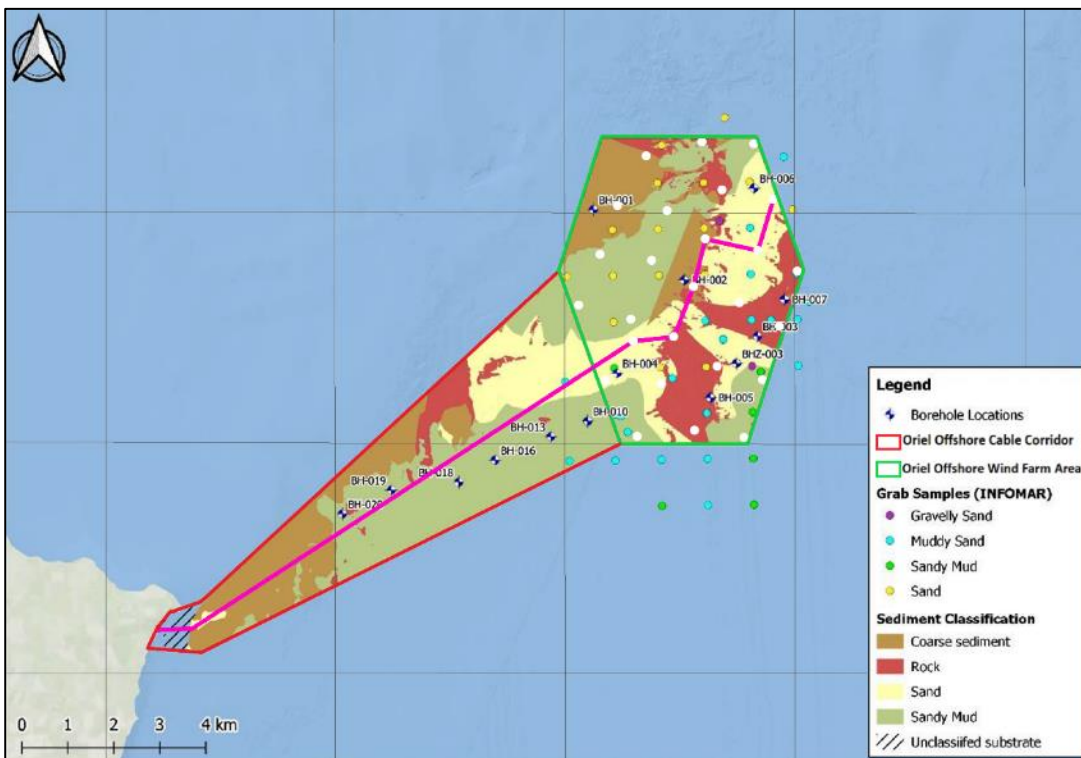 BH-006
BH-001
BH-002
BH-007
BH-003
BHZ-003
BH-004
BH-005
BH-010
BH-013
BH-016
BH-018
BH-019
BH-020
Legend
Borehole Locations
Oriel Offshore Cable Corridor
Oriel Offshore Wind Farm Area
Grab Samples (INFOMAR)
Gravelly Sand
Muddy Sand
Sandy Mud
Sand
Sediment Classification
Coarse sediment
Rock
Sand
Sandy Mud
Unclassiifed substrate
0 1 2 3 4 km